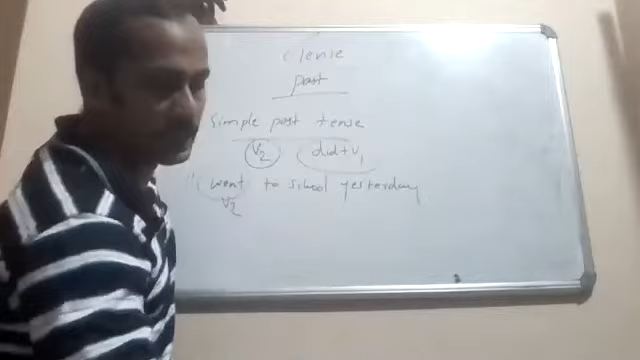 Tense
Past
Simple past tense
V2 did+V1
"I went to school yesterday
V2